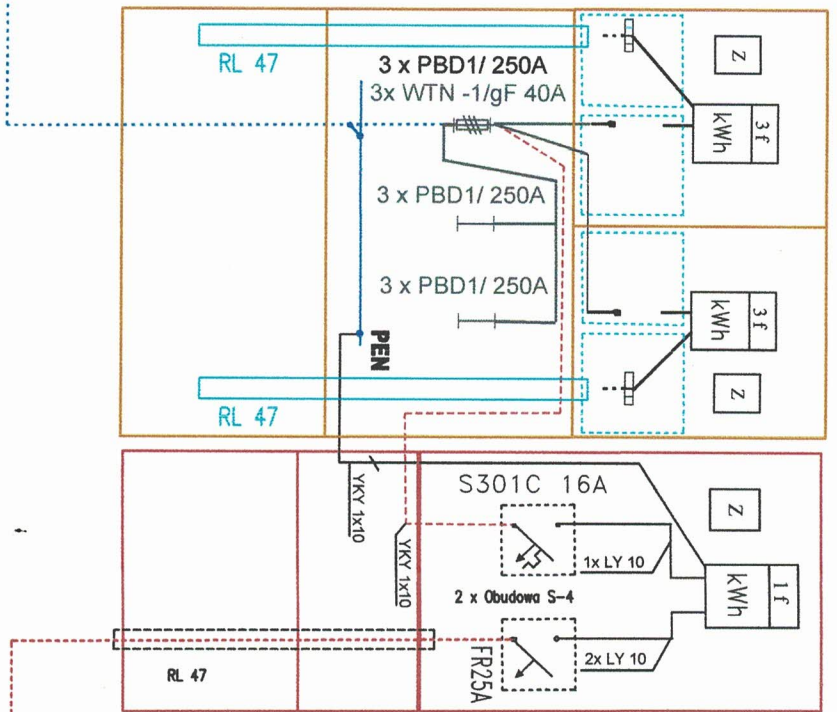 RL 47
3 x PBD1/ 250A
3x WTN -1/gF 40A
z
3 f
kWh
3 x PBD1/ 250A
3 x PBD1/ 250A
PEN
3 f
kWh
z
RL 47
S301C 16A
z
YKY 1x10
YKY 1x10
1x LY 10
2 x Obudowa S-4
1 f
kWh
FR25A
2x LY 10
RL 47